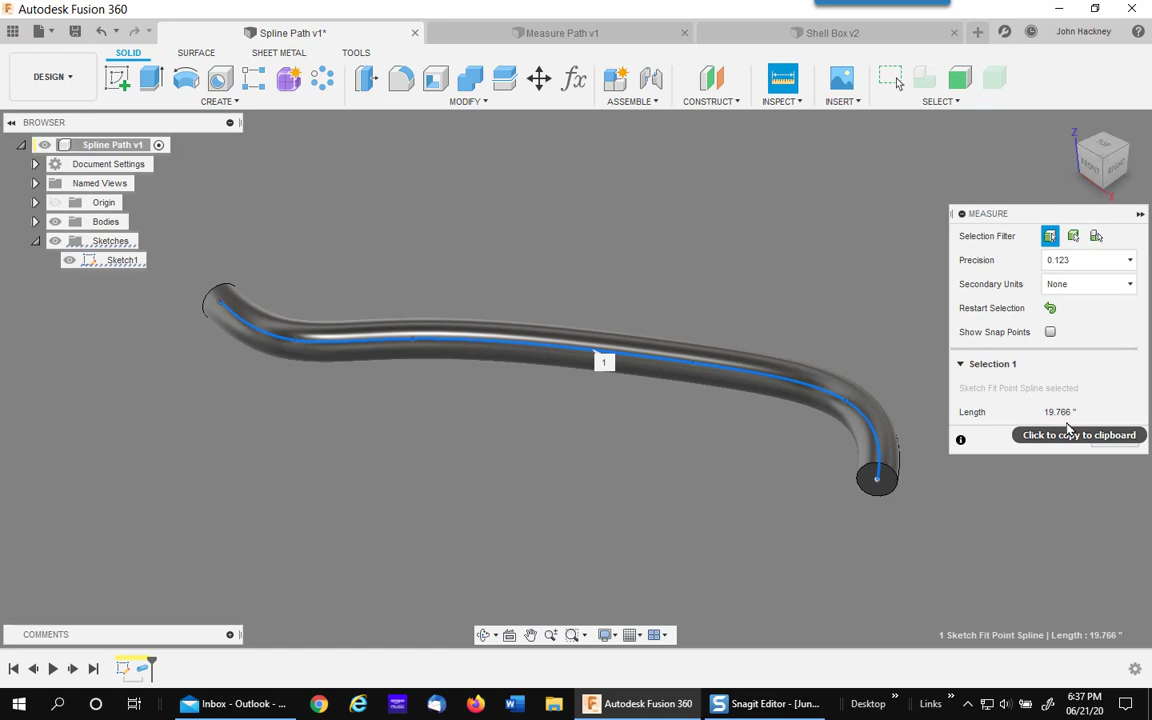 Autodesk Fusion 360
Spline Path v1*
Measure Path v1
Shell Box v2
John Hackney
DESIGN
SOLID
SURFACE
SHEET METAL
TOOLS
CREATE
MODIFY
ASSEMBLE
CONSTRUCT
INSPECT
INSERT
SELECT
BROWSER
Spline Path v1
Document Settings
Named Views
Origin
Bodies
Sketches
Sketch1
TOP
FRONT
RIGHT
Z
X
1
MEASURE
Selection Filter
Precision 0.123
Secondary Units None
Restart Selection
Show Snap Points
Selection 1
Sketch Fit Point Spline selected
Length 19.766 "
Click to copy to clipboard
COMMENTS
1 Sketch Fit Point Spline | Length : 19.766 "
Inbox - Outlook - ...
Autodesk Fusion 360
Snagit Editor - [Jun...
Desktop
Links
6:37 PM
06/21/20